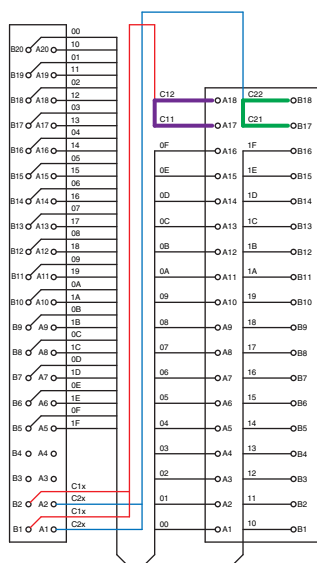 00
B20 A20 10
01
B19 A19 11
02
B18 A18 12
03
B17 A17 13
04
B16 A16 14
05
B15 A15 15
06
B14 A14 16
07
B13 A13 17
08
B12 A12 18
09
B11 A11 19
0A
B10 A10 1A
0B
B9 A9 1B
0C
B8 A8 1C
0D
B7 A7 1D
0E
B6 A6 1E
0F
B5 A5 1F
B4 A4
B3 A3
C1x
B2 A2 C2x
C1x
B1 A1 C2x
C12 A18 C22 B18
C11 A17 C21 B17
0F A16 1F B16
0E A15 1E B15
0D A14 1D B14
0C A13 1C B13
0B A12 1B B12
0A A11 1A B11
09 A10 19 B10
08 A9 18 B9
07 A8 17 B8
06 A7 16 B7
05 A6 15 B6
04 A5 14 B5
03 A4 13 B4
02 A3 12 B3
01 A2 11 B2
00 A1 10 B1